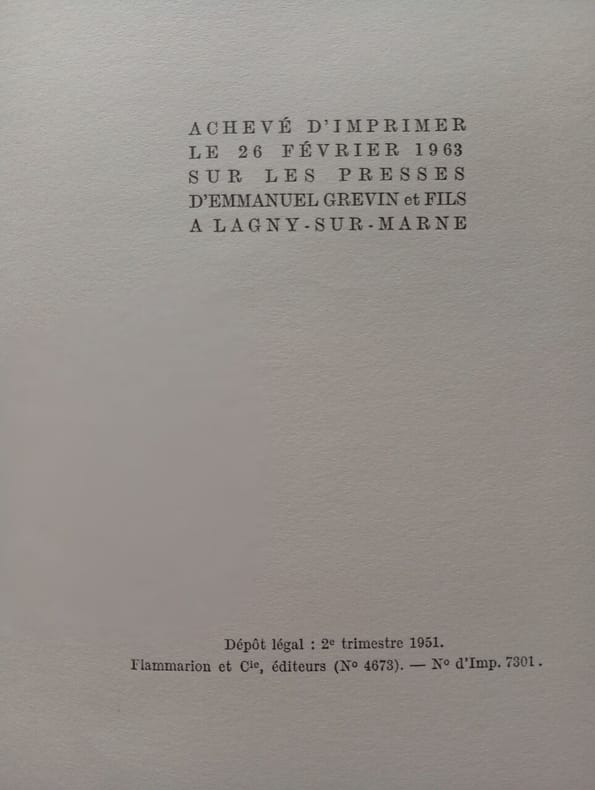 ACHEVÉ D'IMPRIMER
LE 26 FÉVRIER 1963
SUR LES PRESSES
D'EMMANUEL GREVIN et FILS
A LAGNY-SUR-MARNE
Dépôt légal : 2e trimestre 1951.
Flammarion et Cie, éditeurs (No 4673). — No d'Imp. 7301.